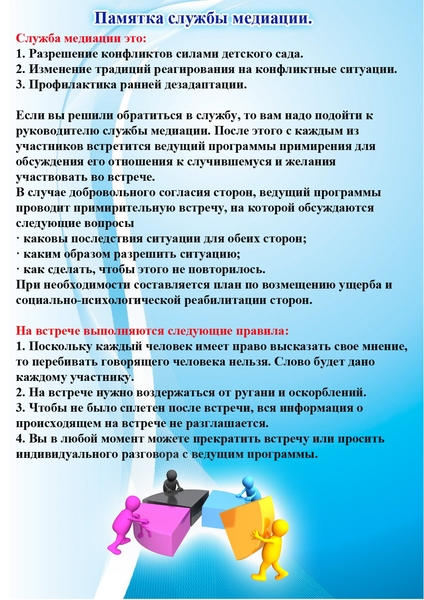 Памятка службы медиации.
Служба медиации это:
1. Разрешение конфликтов силами детского сада.
2. Изменение традиций реагирования на конфликтные ситуации.
3. Профилактика ранней дезадаптации.
Если вы решили обратиться в службу, то вам надо подойти к
руководителю службы медиации. После этого с каждым из
участников встретится ведущий программы примирения для
обсуждения его отношения к случившемуся и желания
участвовать во встрече.
В случае добровольного согласия сторон, ведущий программы
проводит примирительную встречу, на которой обсуждаются
следующие вопросы
· каковы последствия ситуации для обеих сторон;
· каким образом разрешить ситуацию;
· как сделать, чтобы этого не повторилось.
При необходимости составляется план по возмещению ущерба и
социально-психологической реабилитации сторон.
На встрече выполняются следующие правила:
1. Поскольку каждый человек имеет право высказать свое мнение,
то перебивать говорящего человека нельзя. Слово будет дано
каждому участнику.
2. На встрече нужно воздержаться от ругани и оскорблений.
3. Чтобы не было сплетен после встречи, вся информация о
происходящем на встрече не разглашается.
4. Вы в любой момент можете прекратить встречу или просить
индивидуального разговора с ведущим программы.